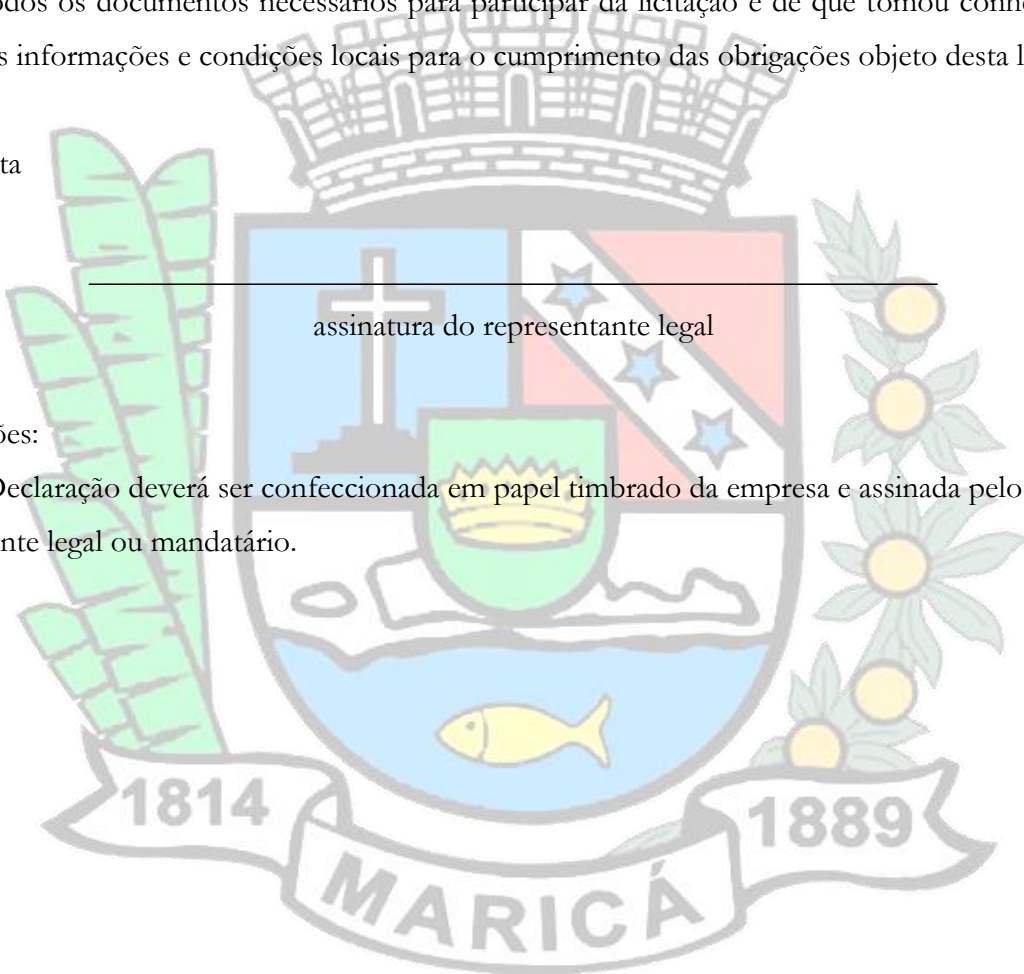 odos os documentos necessários para participar da licitação e de que tomou conhe
s informações e condições locais para o cumprimento das obrigações objeto desta l
ta
assinatura do representante legal
ões:
Declaração deverá ser confeccionada em papel timbrado da empresa e assinada pelo
nte legal ou mandatário.
1814
1889
MARICÁ